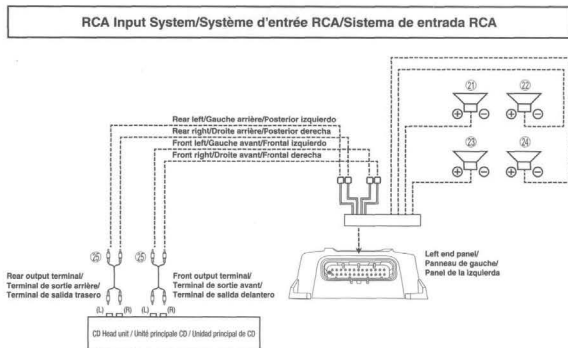 RCA Input System/Système d'entrée RCA/Sistema de entrada RCA
㉑ ㉒
⊕ ⊖ ⊕ ⊖
Rear left/Gauche arrière/Posterior izquierdo
Rear right/Droite arrière/Posterior derecha
Front left/Gauche avant/Frontal izquierdo
Front right/Droite avant/Frontal derecha
㉓ ㉔
⊕ ⊖ ⊕ ⊖
㉕ ㉕
Left end panel/
Panneau de gauche/
Panel de la izquierda
Rear output terminal/
Terminal de sortie arrière/
Terminal de salida trasero
Front output terminal/
Terminal de sortie avant/
Terminal de salida delantero
(L) (R) (L) (R)
CD Head unit / Unité principale CD / Unidad principal de CD